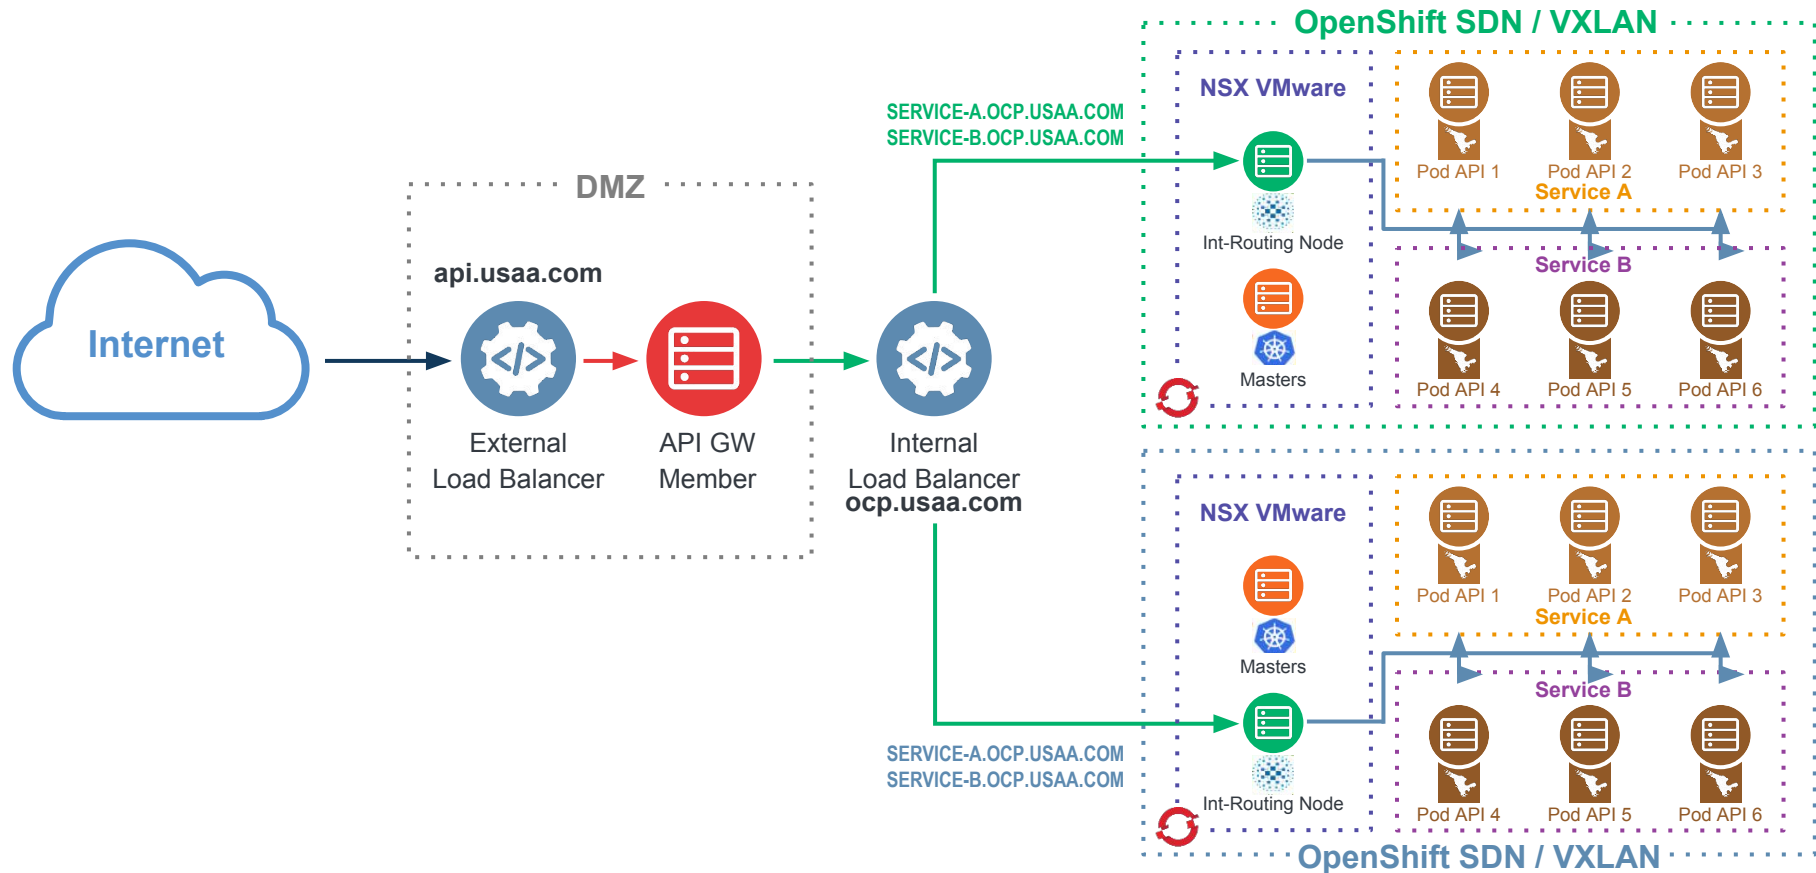 OpenShift SDN / VXLAN
NSX VMware
SERVICE-A.OCP.USAA.COM
SERVICE-B.OCP.USAA.COM
Pod API 1
Pod API 2
Pod API 3
Service A
DMZ
Int-Routing Node
Service B
api.usaa.com
Internet
Masters
Pod API 4
Pod API 5
Pod API 6
External
Load Balancer
API GW
Member
Internal
Load Balancer
ocp.usaa.com
NSX VMware
Pod API 1
Pod API 2
Pod API 3
Service A
Masters
Service B
SERVICE-A.OCP.USAA.COM
SERVICE-B.OCP.USAA.COM
Int-Routing Node
Pod API 4
Pod API 5
Pod API 6
OpenShift SDN / VXLAN